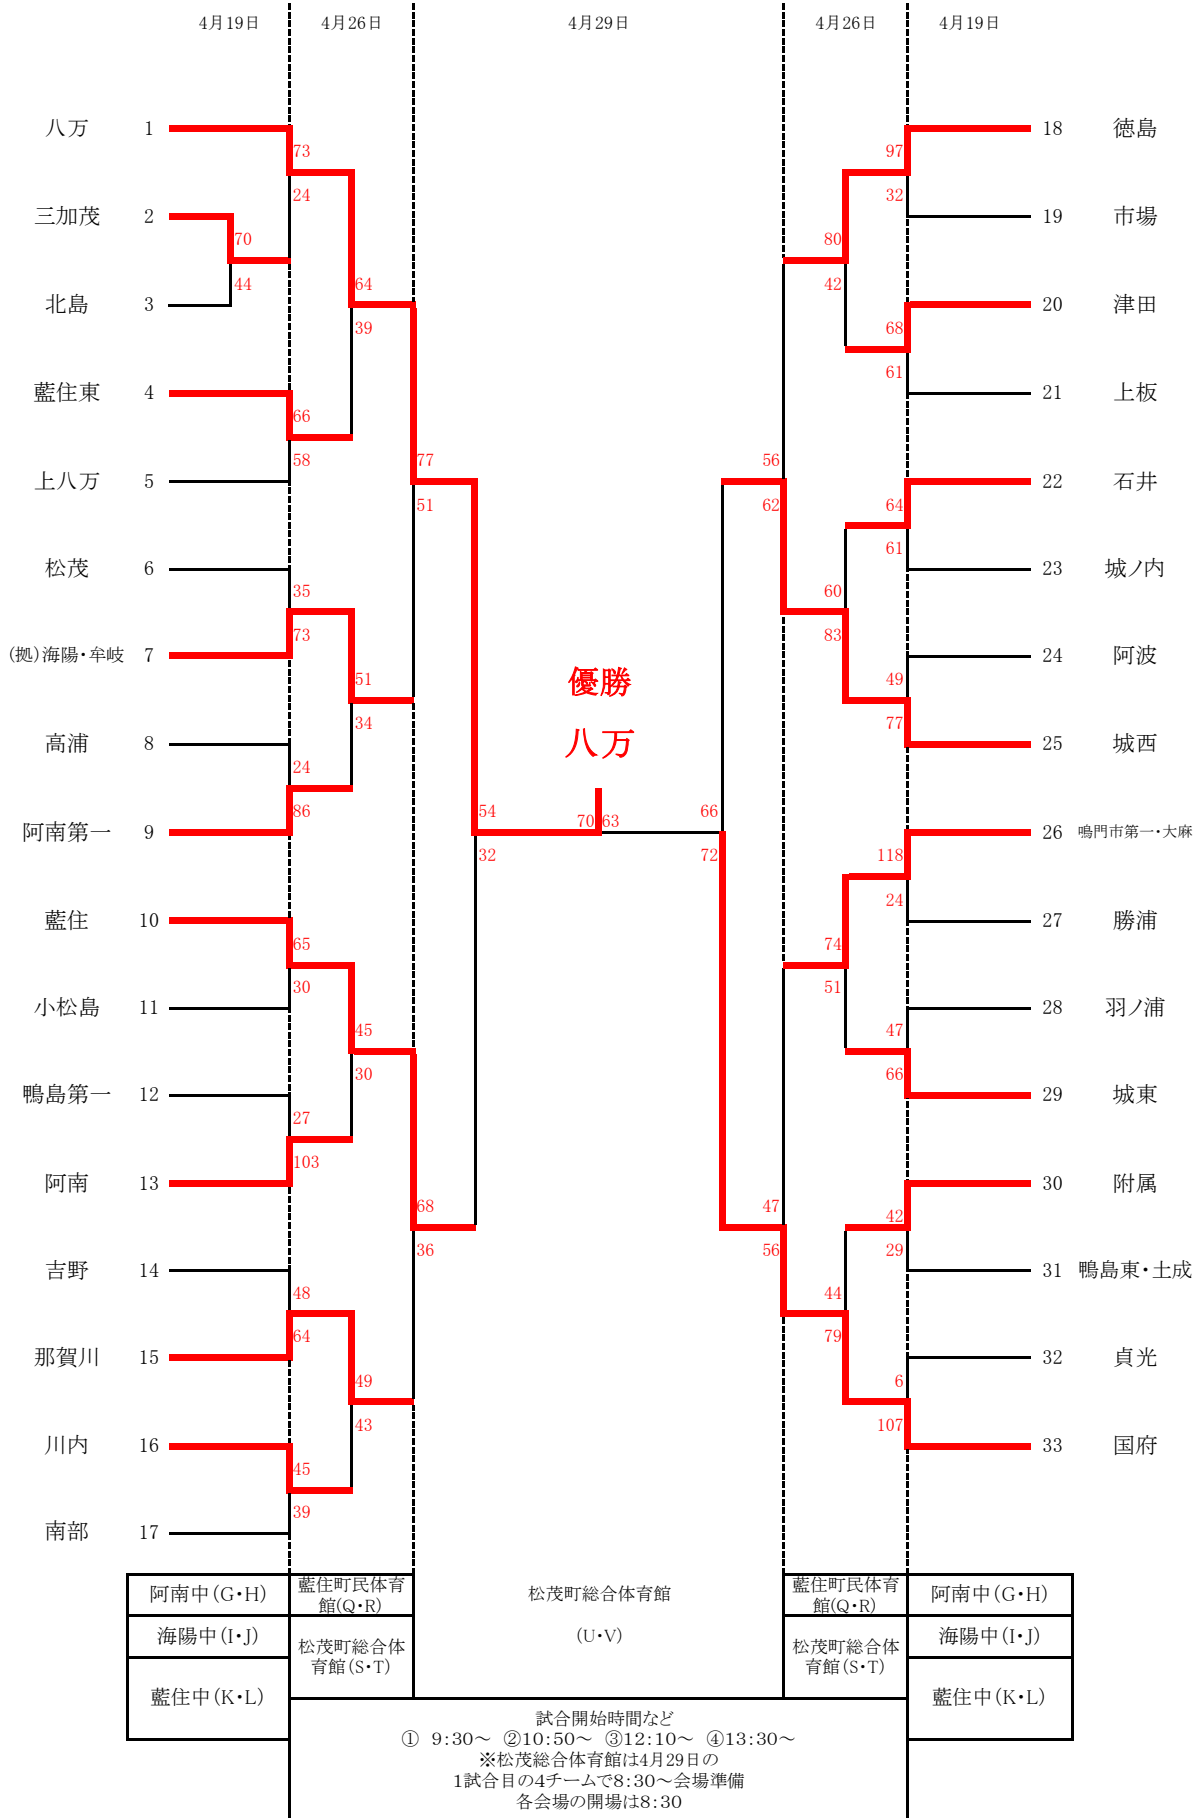 4月19日 4月26日 4月29日 4月26日 4月19日
八万 1
三加茂 2
北島 3
藍住東 4
上八万 5
松茂 6
(拠)海陽・牟岐 7
高浦 8
阿南第一 9
藍住 10
小松島 11
鴨島第一 12
阿南 13
吉野 14
那賀川 15
川内 16
南部 17
73
24
70
44
64
39
66
58
77
51
35
73
51
34
24
86
54
32
65
30
45
30
27
103
68
36
48
64
49
43
45
39
優勝
八万
70 63
66
72
56
62
47
56
80
42
60
83
74
51
44
79
97
32
68
61
64
61
49
77
118
24
47
66
42
29
6
107
18 徳島
19 市場
20 津田
21 上板
22 石井
23 城ノ内
24 阿波
25 城西
26 鳴門市第一・大麻
27 勝浦
28 羽ノ浦
29 城東
30 附属
31 鴨島東・土成
32 貞光
33 国府
阿南中(G・H)
海陽中(I・J)
藍住中(K・L)
藍住町民体育
館(Q・R)
松茂町総合体
育館(S・T)
松茂町総合体育館
(U・V)
藍住町民体育
館(Q・R)
松茂町総合体
育館(S・T)
阿南中(G・H)
海陽中(I・J)
藍住中(K・L)
試合開始時間など
① 9:30～ ②10:50～ ③12:10～ ④13:30～
※松茂総合体育館は4月29日の
1試合目の4チームで8:30～会場準備
各会場の開場は8:30